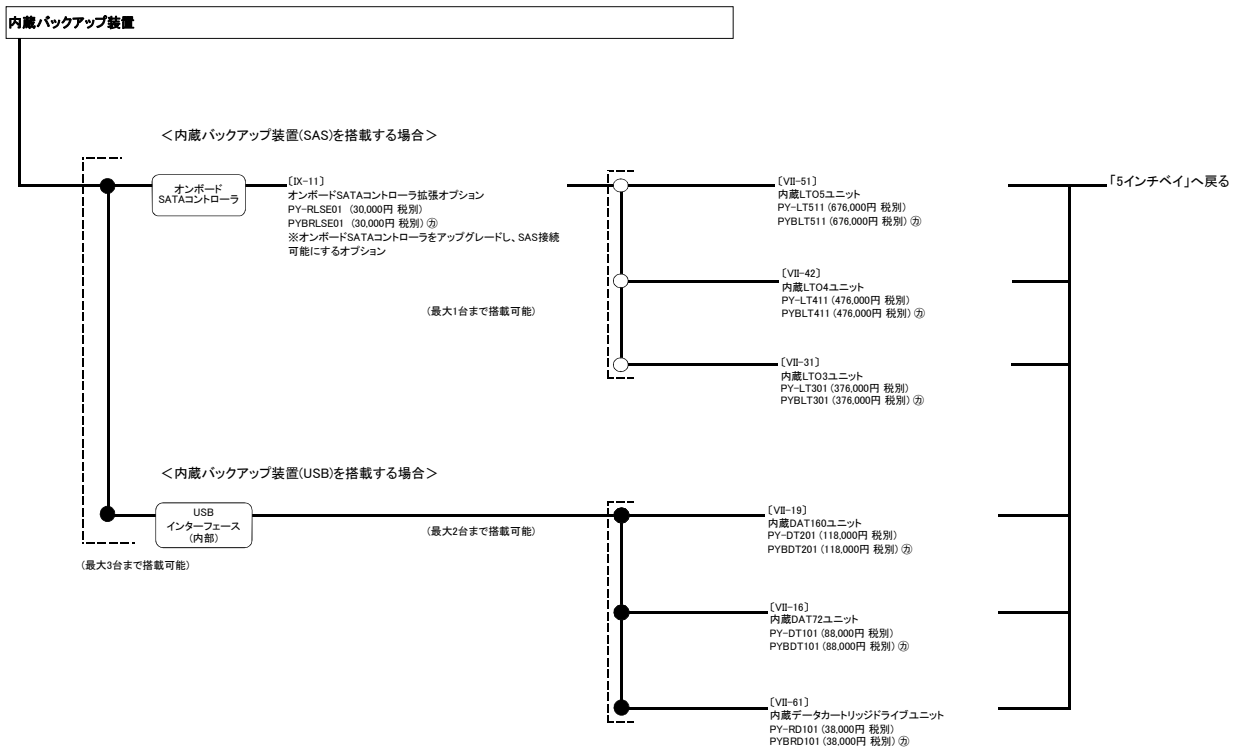 内蔵バックアップ装置
＜内蔵バックアップ装置(SAS)を搭載する場合＞
オンボード
SATAコントローラ
〔IX-11〕
オンボードSATAコントローラ拡張オプション
PY-RLSE01 (30,000円 税別)
PYBRLSE01 (30,000円 税別) ㋕
※オンボードSATAコントローラをアップグレードし、SAS接続
可能にするオプション
(最大1台まで搭載可能)
〔VII-51〕
内蔵LTO5ユニット
PY-LT511 (676,000円 税別)
PYBLT511 (676,000円 税別) ㋕
「5インチベイ」へ戻る
〔VII-42〕
内蔵LTO4ユニット
PY-LT411 (476,000円 税別)
PYBLT411 (476,000円 税別) ㋕
〔VII-31〕
内蔵LTO3ユニット
PY-LT301 (376,000円 税別)
PYBLT301 (376,000円 税別) ㋕
＜内蔵バックアップ装置(USB)を搭載する場合＞
USB
インターフェース
(内部)
(最大2台まで搭載可能)
(最大3台まで搭載可能)
〔VII-19〕
内蔵DAT160ユニット
PY-DT201 (118,000円 税別)
PYBDT201 (118,000円 税別) ㋕
〔VII-16〕
内蔵DAT72ユニット
PY-DT101 (88,000円 税別)
PYBDT101 (88,000円 税別) ㋕
〔VII-61〕
内蔵データカートリッジドライブユニット
PY-RD101 (38,000円 税別)
PYBRD101 (38,000円 税別) ㋕